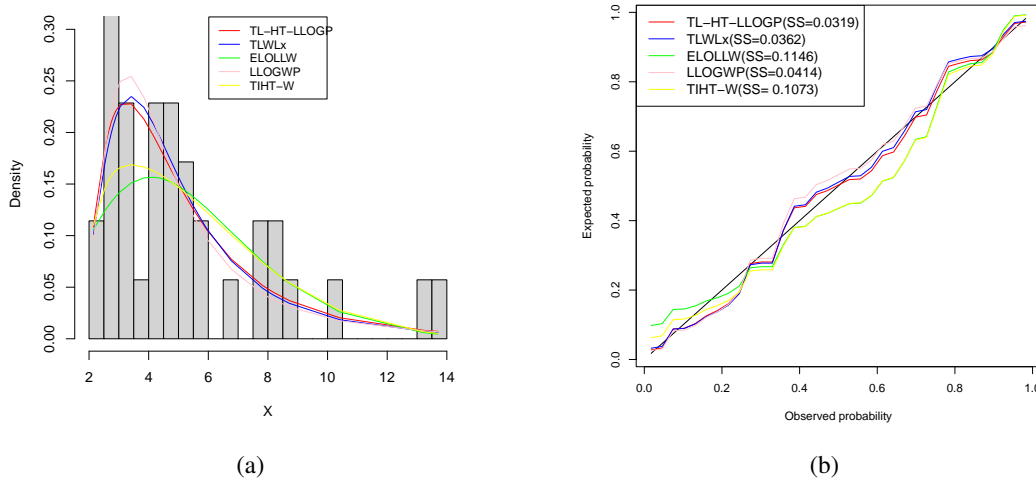 TL−HT−LLOGP
TLWLx
ELOLLW
LLOGWP
TIHT−W
Density
0.30
0.25
0.20
0.15
0.10
0.05
0.00
2 4 6 8 10 12 14
X
(a)
TL−HT−LLOGP(SS=0.0319)
TLWLx(SS=0.0362)
ELOLLW(SS=0.1146)
LLOGWP(SS=0.0414)
TIHT−W(SS= 0.1073)
Expected probability
1.0
0.8
0.6
0.4
0.2
0.0
0.0 0.2 0.4 0.6 0.8 1.0
Observed probability
(b)